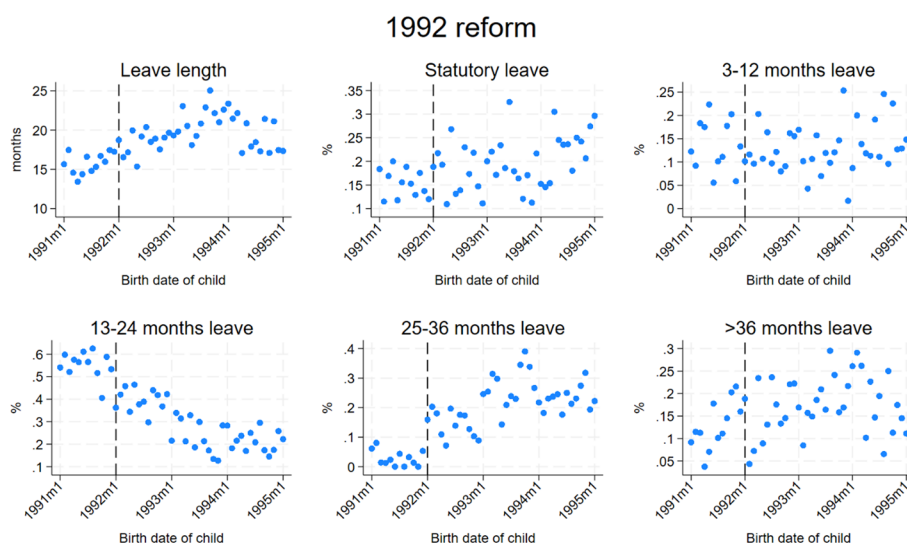 1992 reform
Leave length
months
25
20
15
10
1991m1
1992m1
1993m1
1994m1
1995m1
Birth date of child
Statutory leave
%
.35
.3
.25
.2
.15
.1
1991m1
1992m1
1993m1
1994m1
1995m1
Birth date of child
3-12 months leave
%
.25
.2
.15
.1
.05
0
1991m1
1992m1
1993m1
1994m1
1995m1
Birth date of child
13-24 months leave
%
.6
.5
.4
.3
.2
.1
1991m1
1992m1
1993m1
1994m1
1995m1
Birth date of child
25-36 months leave
%
.4
.3
.2
.1
0
1991m1
1992m1
1993m1
1994m1
1995m1
Birth date of child
>36 months leave
%
.3
.25
.2
.15
.1
.05
1991m1
1992m1
1993m1
1994m1
1995m1
Birth date of child